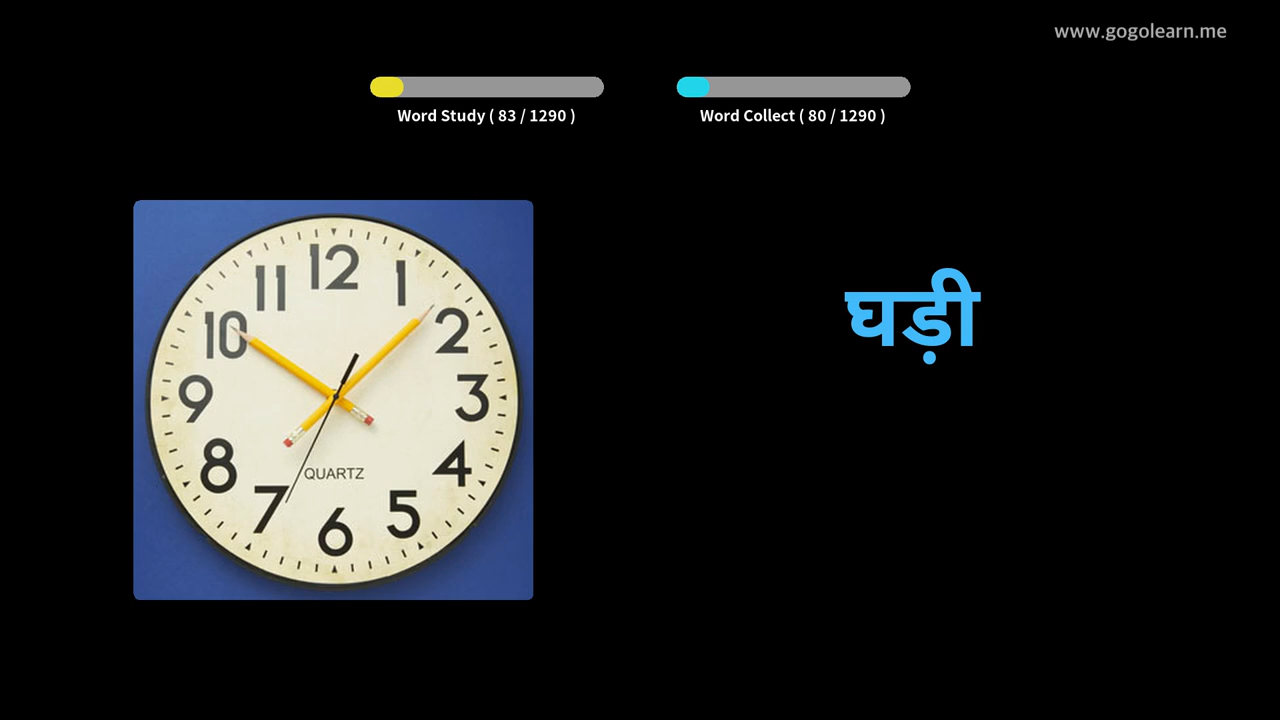 www.gogolearn.me
Word Study ( 83 / 1290 )
Word Collect ( 80 / 1290 )
12
11
1
10
2
9
3
8
4
QUARTZ
7
5
6
घड़ी